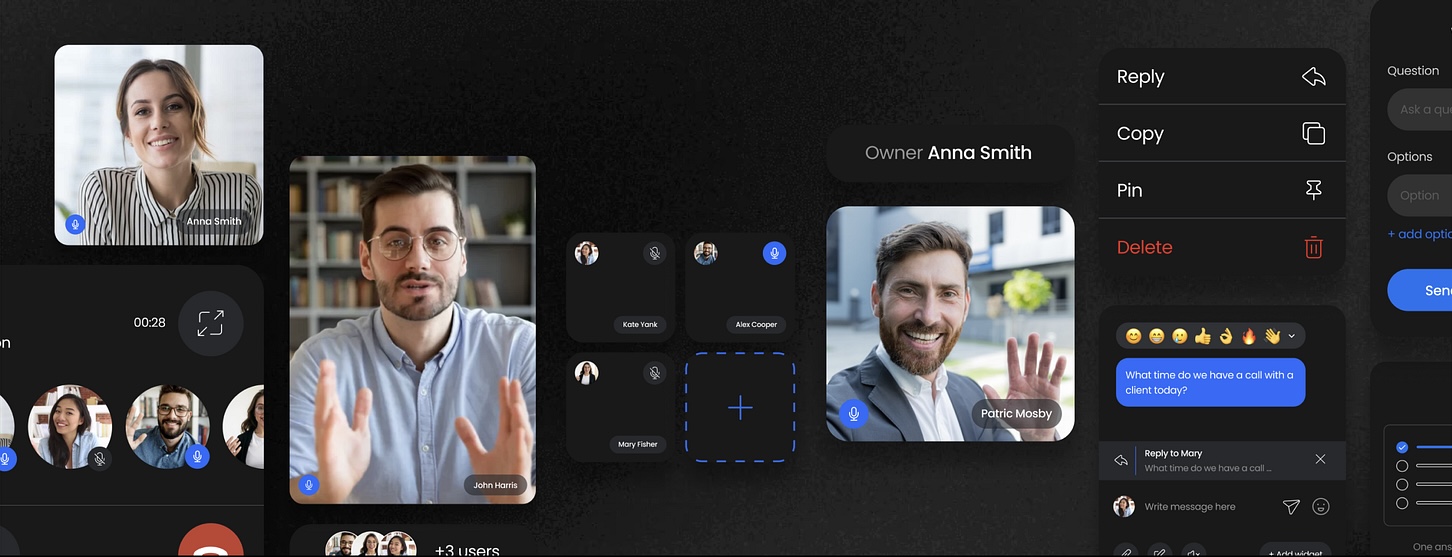 Anna Smith
00:28
on
John Harris
+3 users
Kate Yank
Alex Cooper
Mary Fisher
Owner Anna Smith
Patric Mosby
Reply
Copy
Pin
Delete
What time do we have a call with a
client today?
Reply to Mary
What time do we have a call ...
Write message here
+ Add widget
Question
Ask a que
Options
Option
+ add optio
Sen
One ans